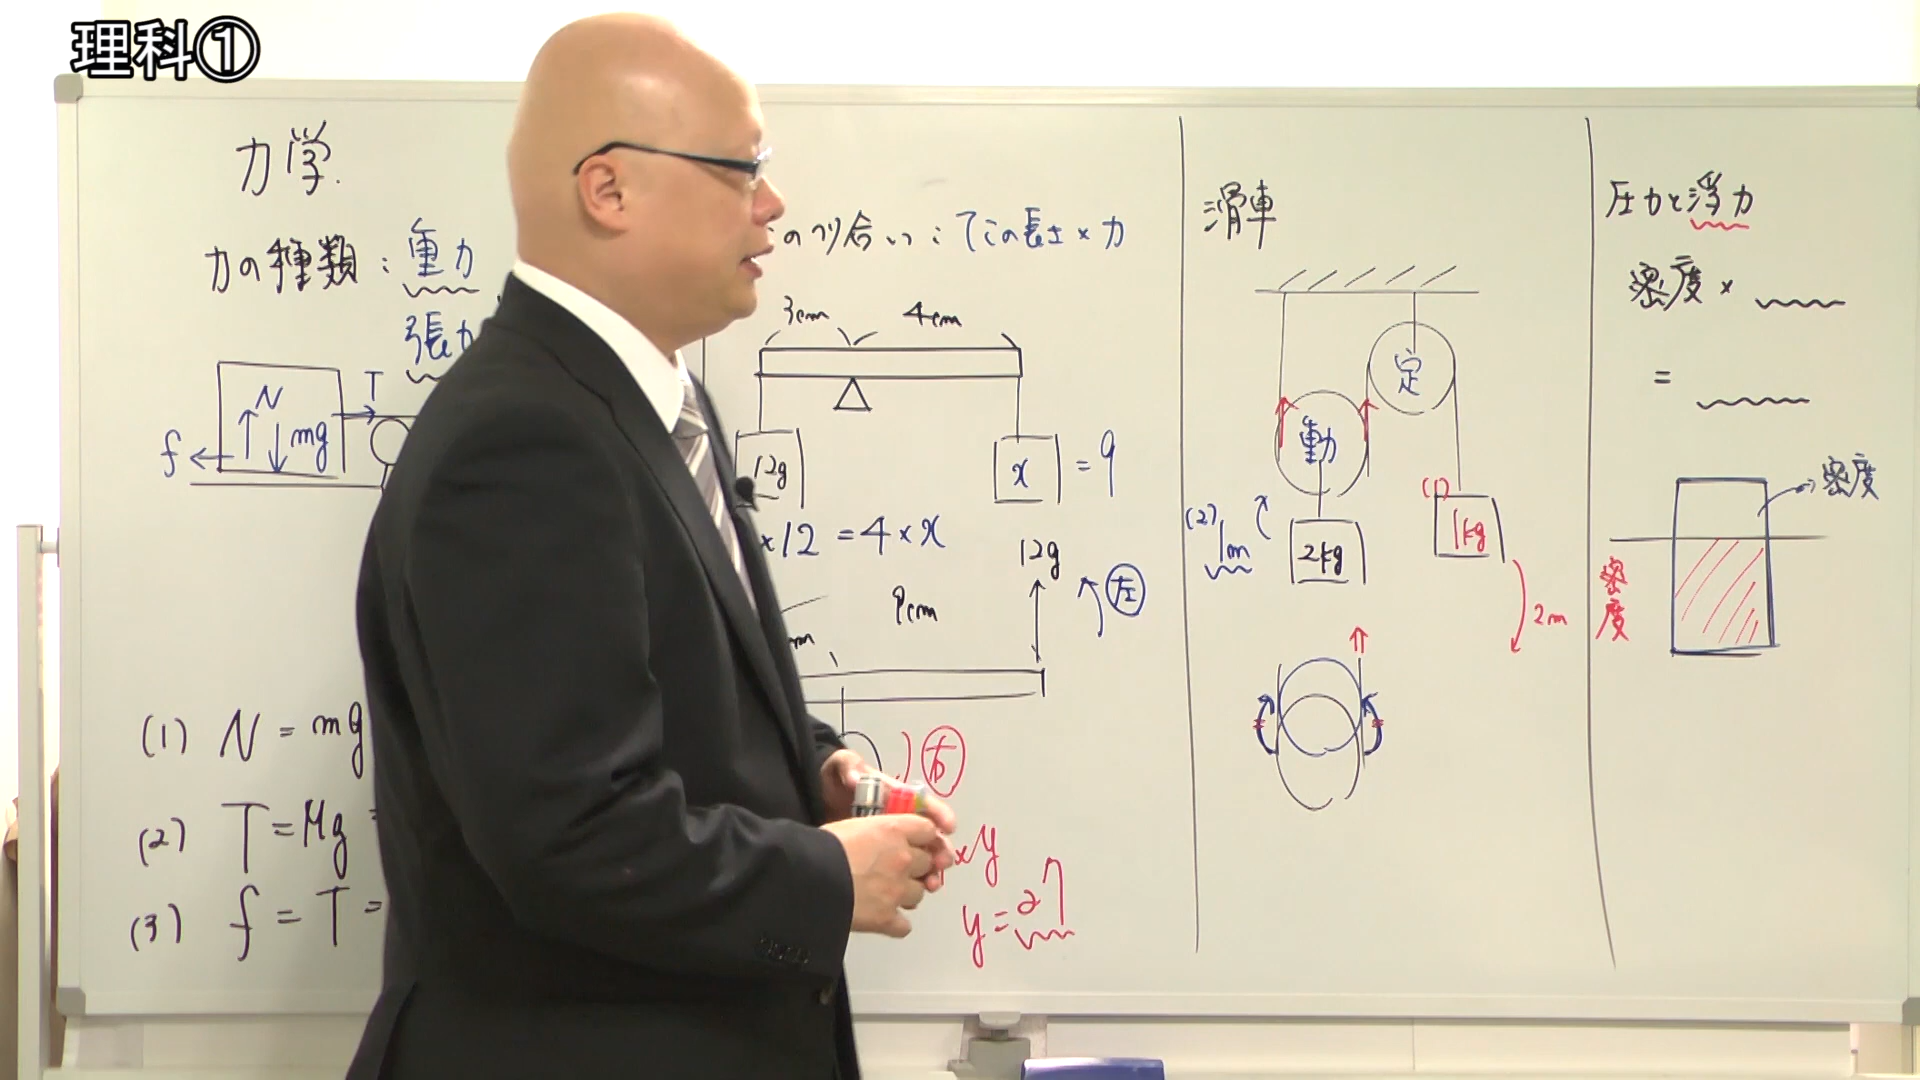 理科①
力学.
力の種類：重力
張力
T
N
mg
f
(1) N = mg
(2) T = Mg =
(3) f = T =
のつり合い：てこの長さ×力
3cm
4cm
12g
x
= 9
×12 = 4×x
12g
左
9cm
右
×y
y = 27
滑車
定
動
(1)
1kg
(2)
1m
2kg
2m
圧力と浮力
密度×
=
密度
密度